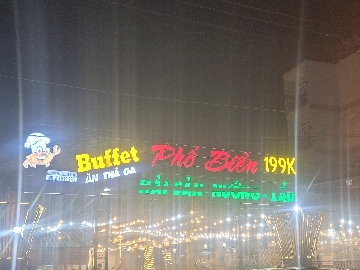 Buffet Phố Biển 199K
ĂN THẢ GA
HẢI SẢN - NƯỚNG - LẨU